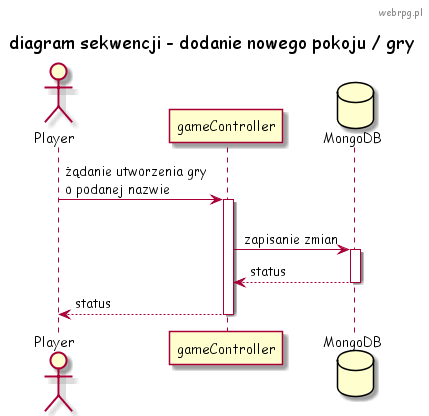 webrpg.pl
diagram sekwencji - dodanie nowego pokoju / gry
Player
gameController
MongoDB
żądanie utworzenia gry
o podanej nazwie
zapisanie zmian
status
status
Player
gameController
MongoDB